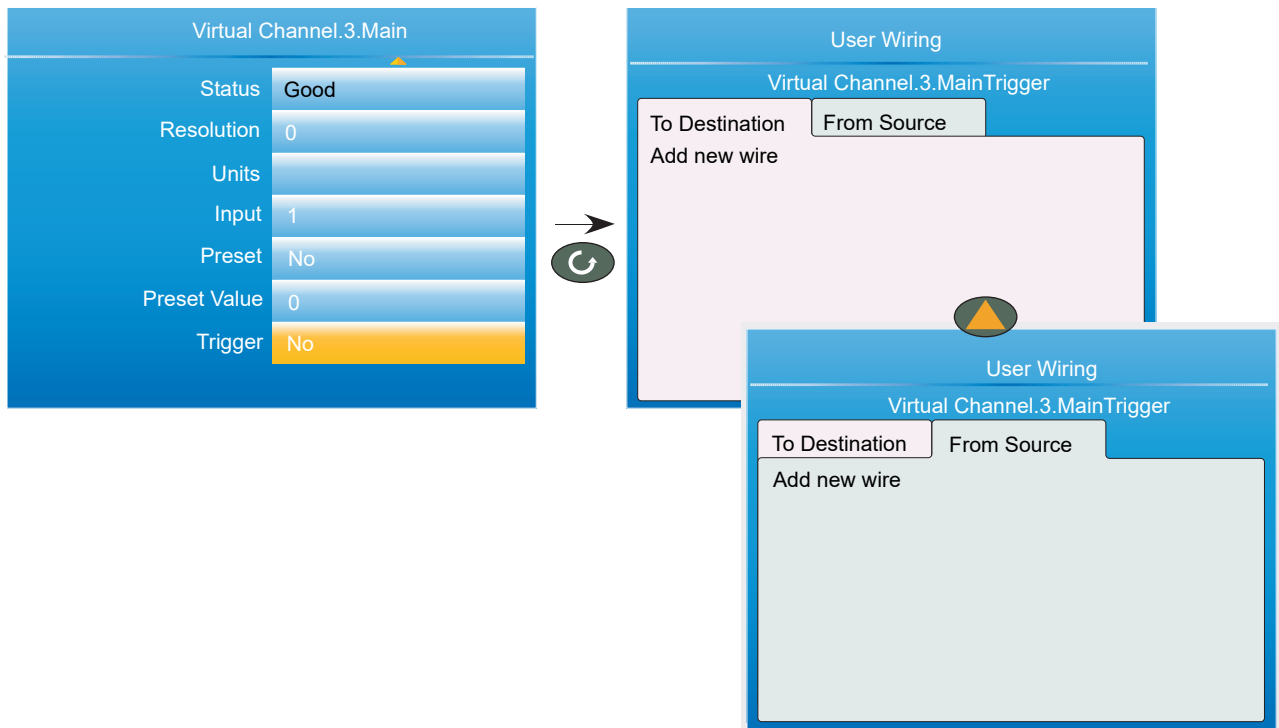 Virtual Channel.3.Main
Status Good
Resolution 0
Units
Input 1
Preset No
Preset Value 0
Trigger No
User Wiring
Virtual Channel.3.MainTrigger
To Destination From Source
Add new wire
User Wiring
Virtual Channel.3.MainTrigger
To Destination From Source
Add new wire